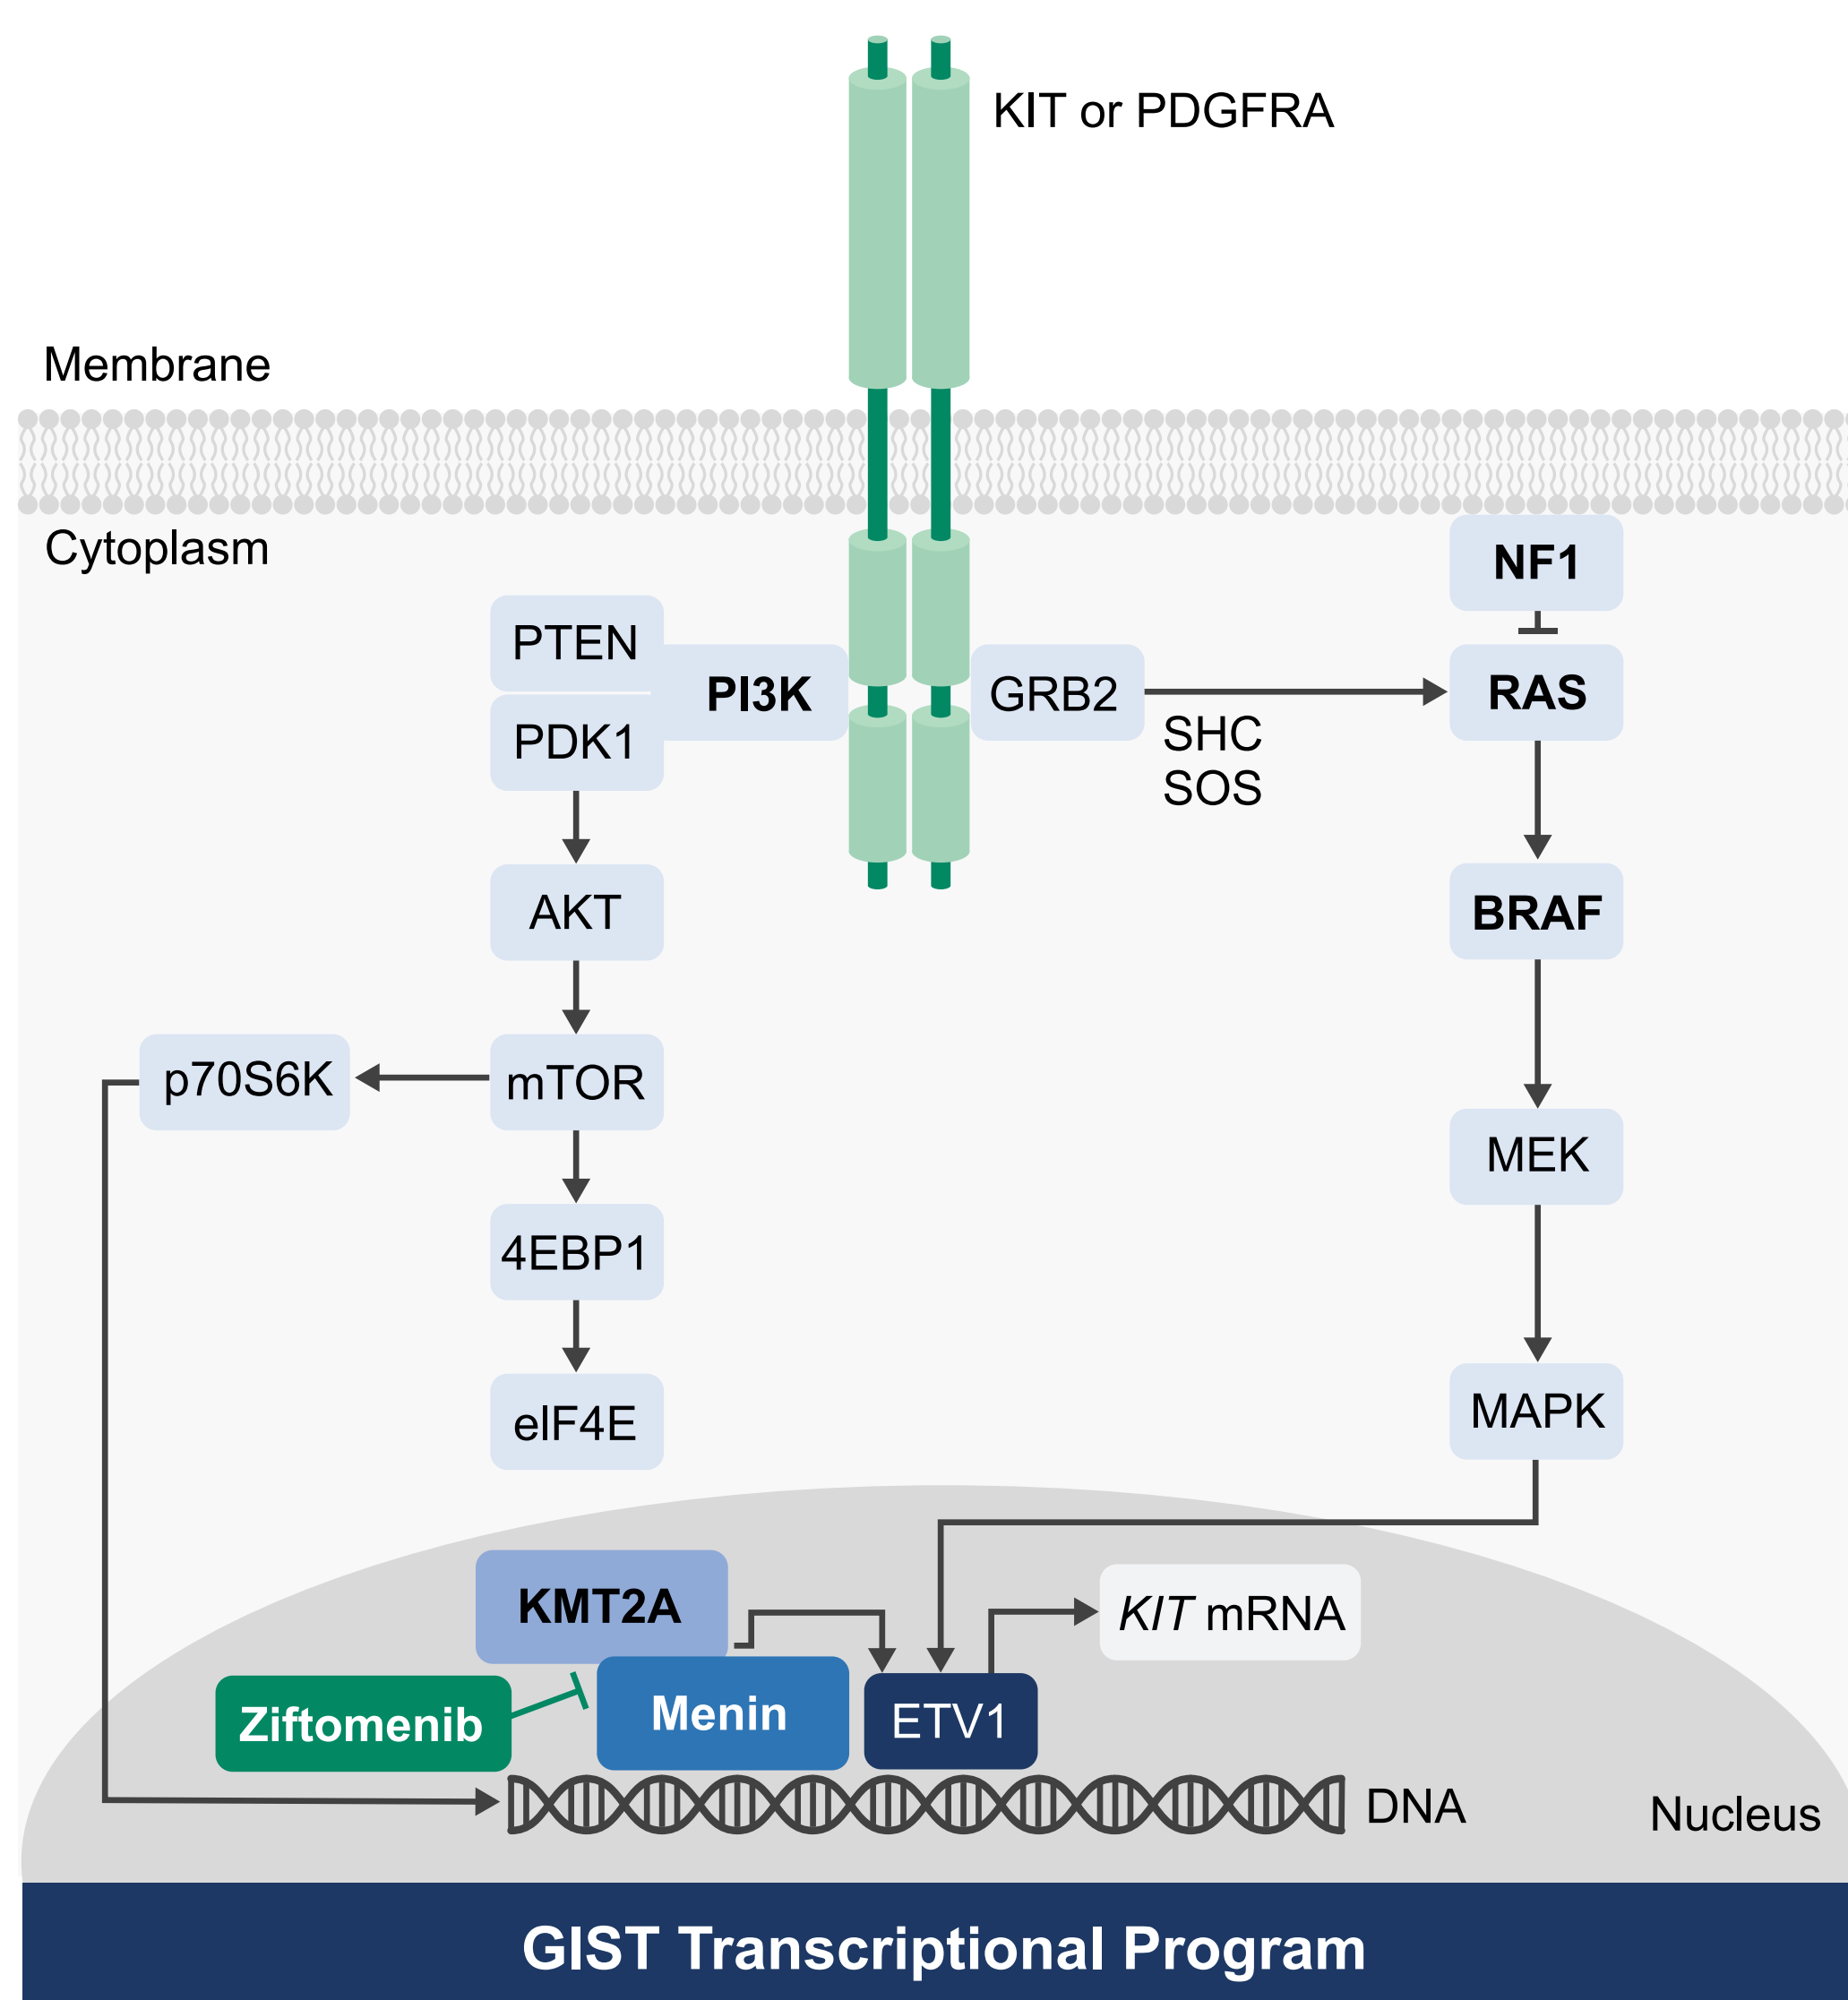 KIT or PDGFRA
Membrane
Cytoplasm
NF1
PTEN
PI3K
GRB2
RAS
PDK1
SHC
SOS
AKT
BRAF
p70S6K
mTOR
MEK
4EBP1
eIF4E
MAPK
KMT2A
KIT mRNA
Ziftomenib
Menin
ETV1
DNA
Nucleus
GIST Transcriptional Program